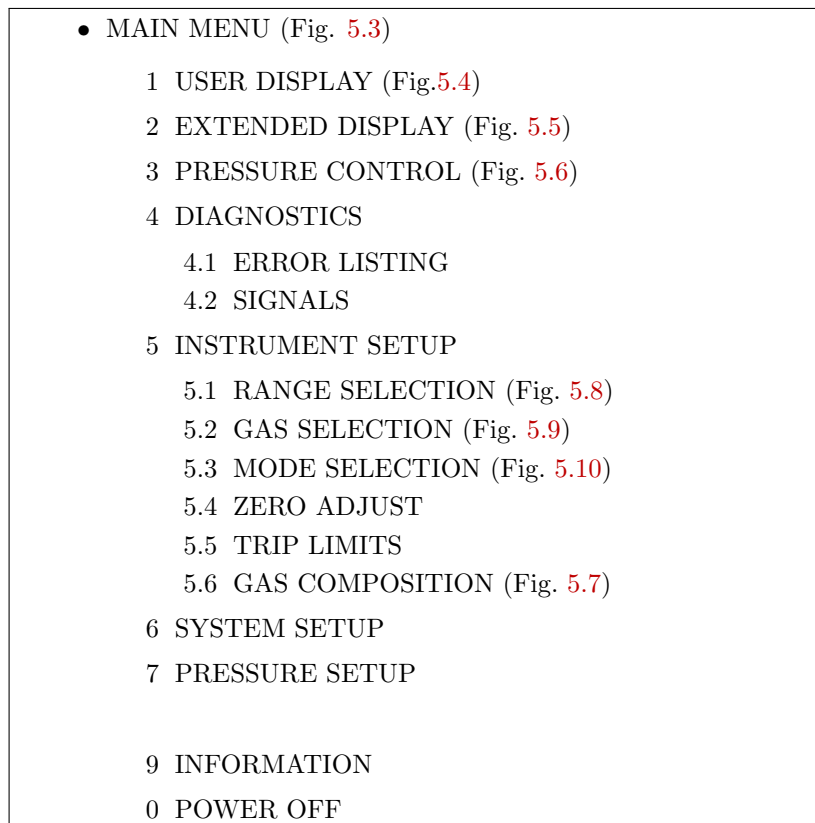 • MAIN MENU (Fig. 5.3)
1 USER DISPLAY (Fig.5.4)
2 EXTENDED DISPLAY (Fig. 5.5)
3 PRESSURE CONTROL (Fig. 5.6)
4 DIAGNOSTICS
4.1 ERROR LISTING
4.2 SIGNALS
5 INSTRUMENT SETUP
5.1 RANGE SELECTION (Fig. 5.8)
5.2 GAS SELECTION (Fig. 5.9)
5.3 MODE SELECTION (Fig. 5.10)
5.4 ZERO ADJUST
5.5 TRIP LIMITS
5.6 GAS COMPOSITION (Fig. 5.7)
6 SYSTEM SETUP
7 PRESSURE SETUP
9 INFORMATION
0 POWER OFF